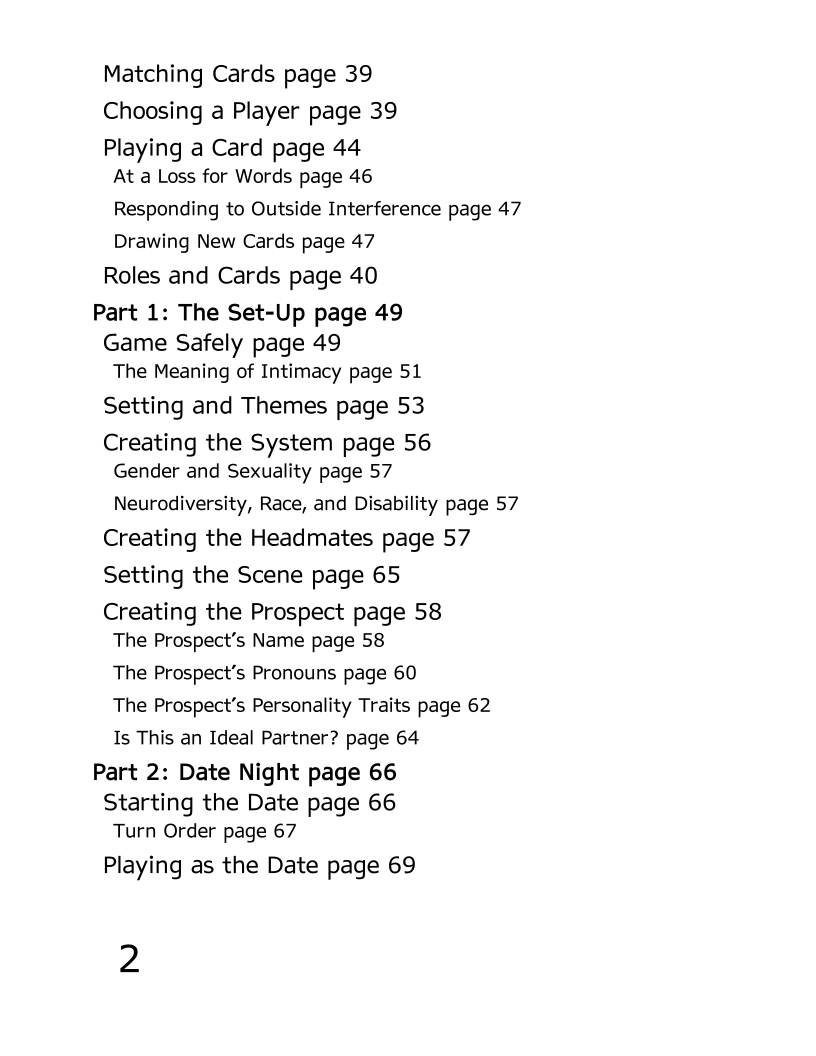 Matching Cards page 39
Choosing a Player page 39
Playing a Card page 44
At a Loss for Words page 46
Responding to Outside Interference page 47
Drawing New Cards page 47
Roles and Cards page 40
Part 1: The Set-Up page 49
Game Safely page 49
The Meaning of Intimacy page 51
Setting and Themes page 53
Creating the System page 56
Gender and Sexuality page 57
Neurodiversity, Race, and Disability page 57
Creating the Headmates page 57
Setting the Scene page 65
Creating the Prospect page 58
The Prospect’s Name page 58
The Prospect’s Pronouns page 60
The Prospect’s Personality Traits page 62
Is This an Ideal Partner? page 64
Part 2: Date Night page 66
Starting the Date page 66
Turn Order page 67
Playing as the Date page 69
2